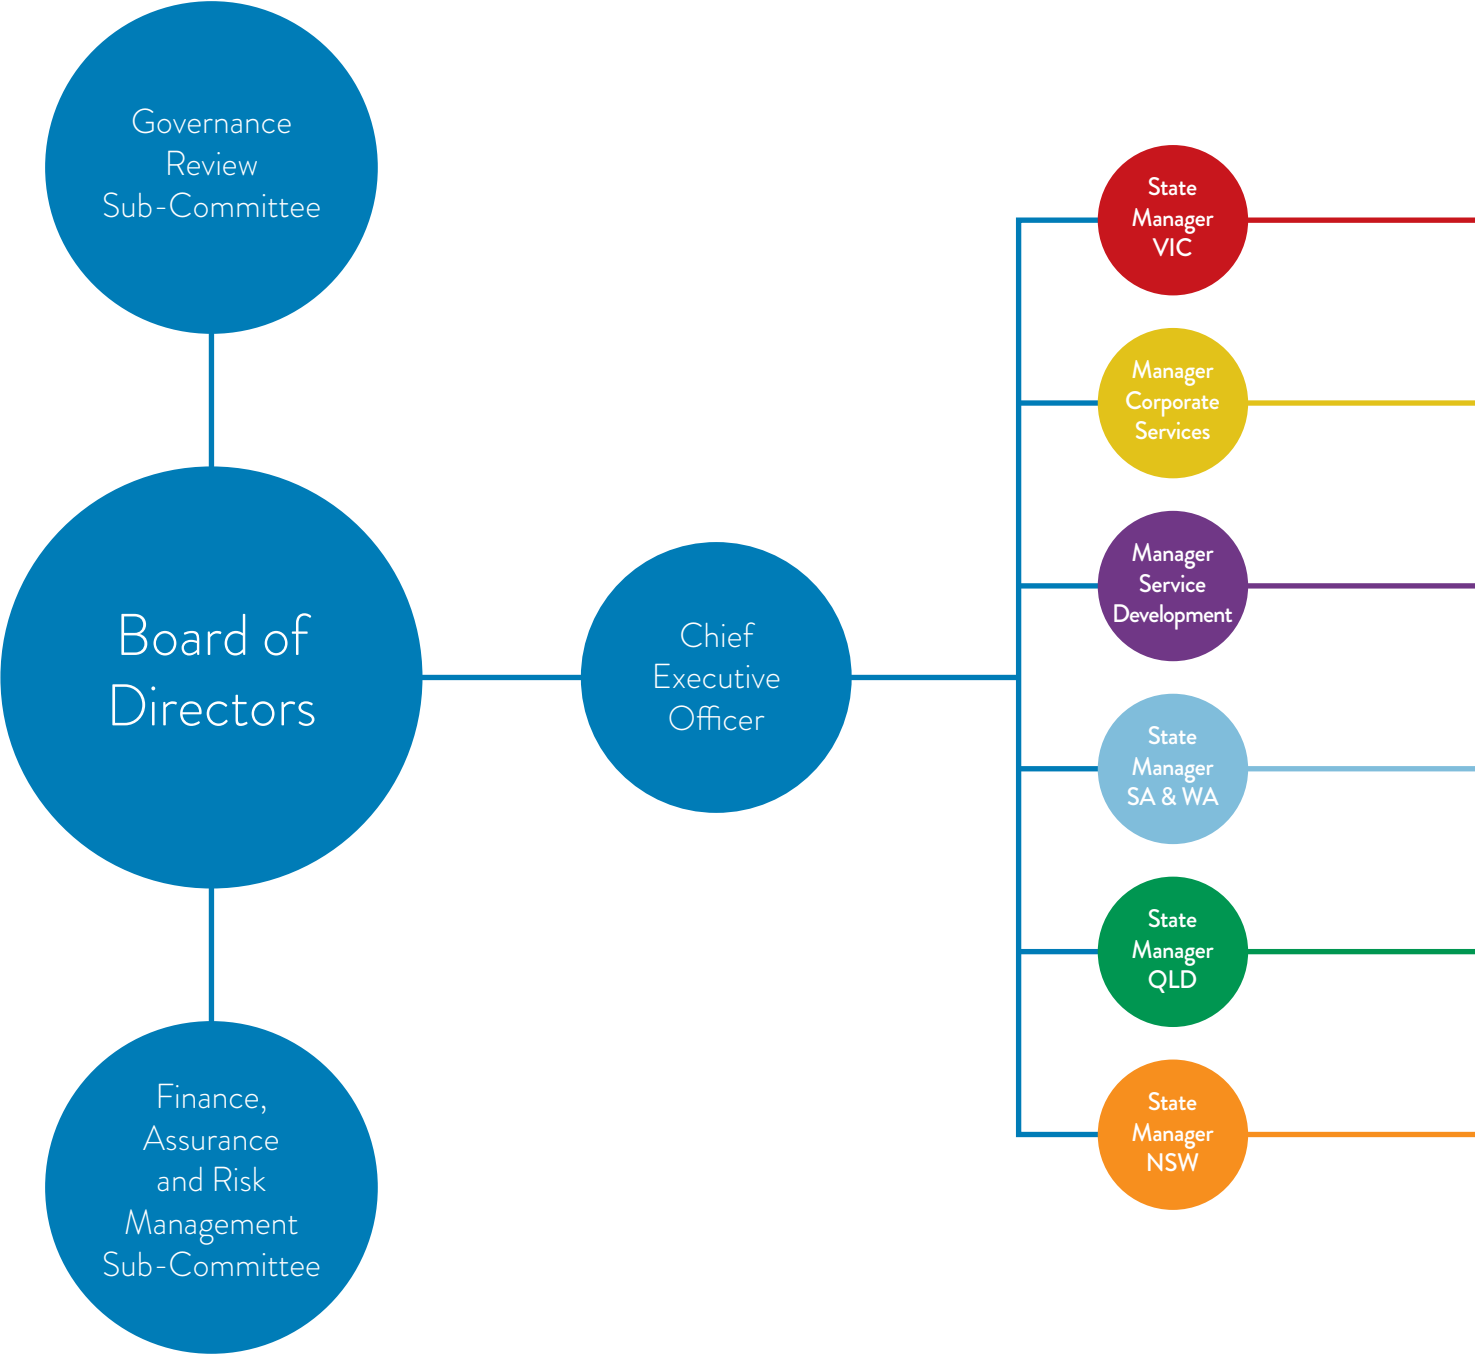 Governance
Review
Sub-Committee
Board of
Directors
Finance,
Assurance
and Risk
Management
Sub-Committee
Chief
Executive
Officer
State
Manager
VIC
Manager
Corporate
Services
Manager
Service
Development
State
Manager
SA & WA
State
Manager
QLD
State
Manager
NSW